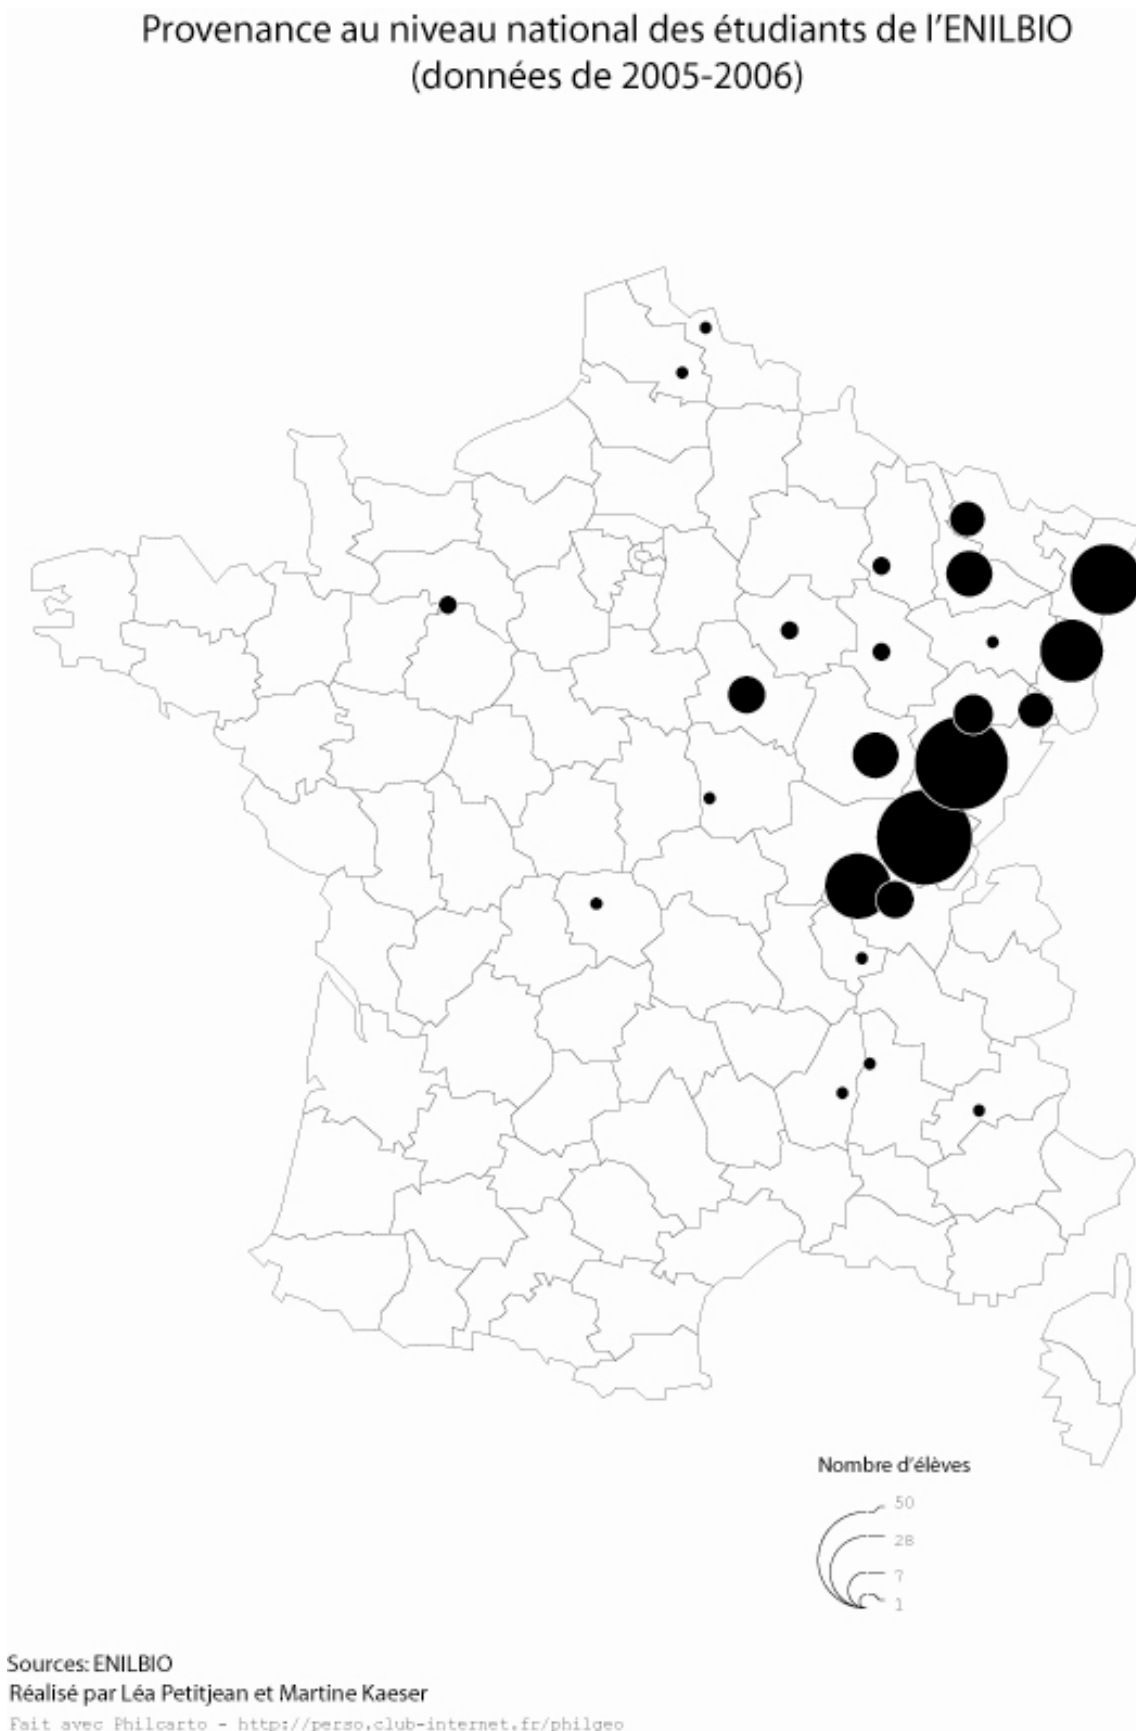 Provenance au niveau national des étudiants de l'ENILBIO
(données de 2005-2006)
Nombre d'élèves
50
28
7
1
Sources: ENILBIO
Réalisé par Léa Petitjean et Martine Kaeser
Fait avec Philcarto - http://perso.club-internet.fr/philgeo